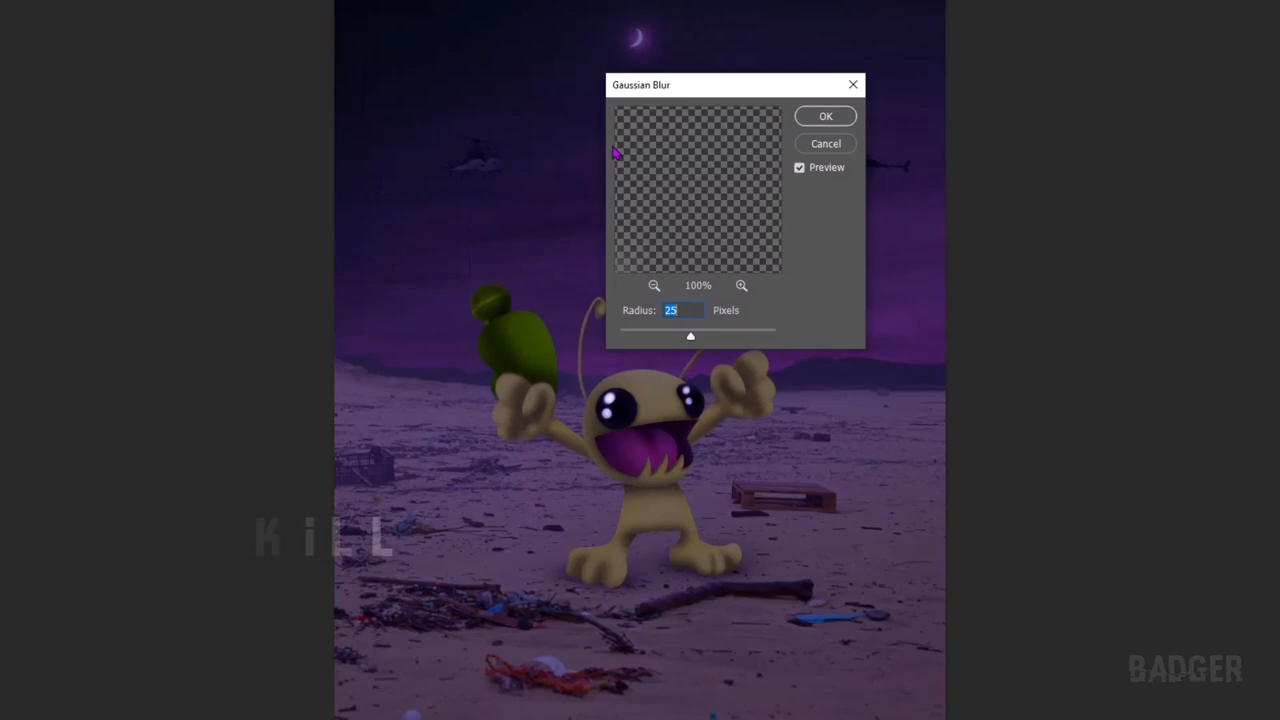 Gaussian Blur
OK
Cancel
Preview
100%
Radius: 25 Pixels
KiLL
BADGER